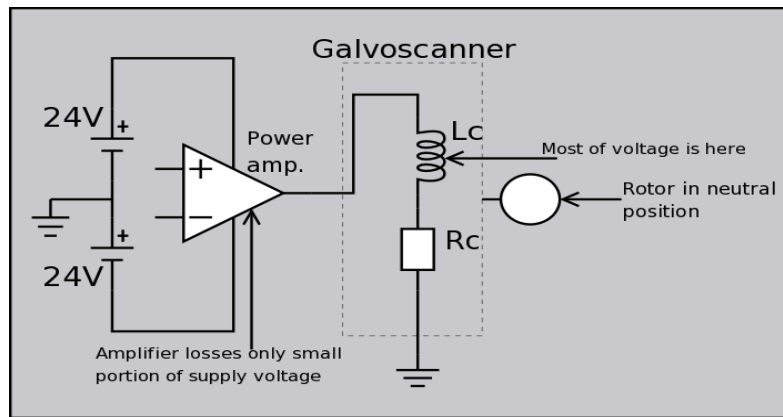 Galvoscanner
24V
+
Power
amp.
+
−
Lc
Most of voltage is here
Rotor in neutral
position
Rc
+
24V
Amplifier losses only small
portion of supply voltage